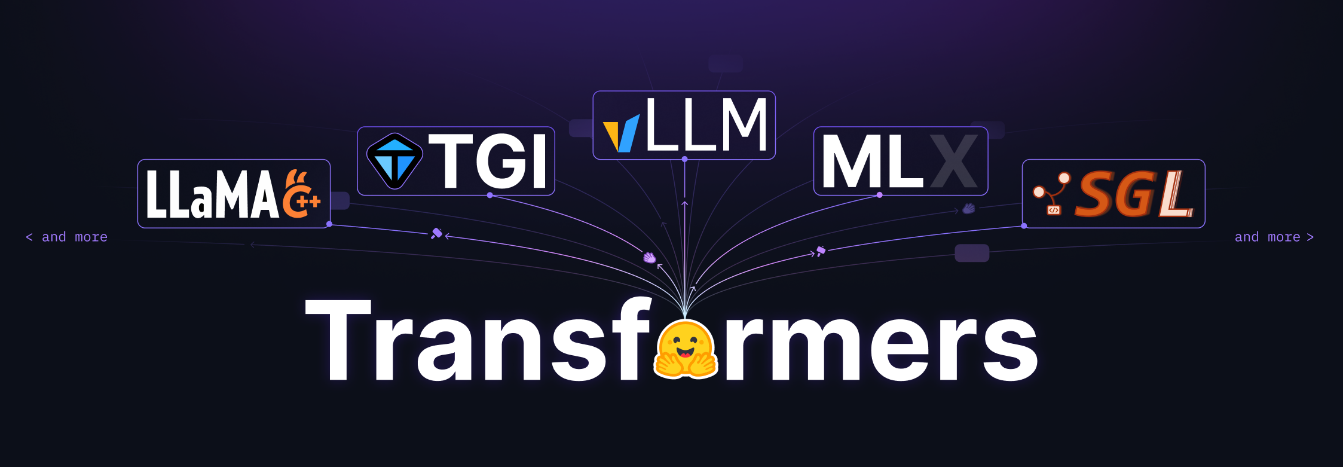 vLLM
TGI
MLX
LLaMA C++
SGL
< and more
and more >
Transformers